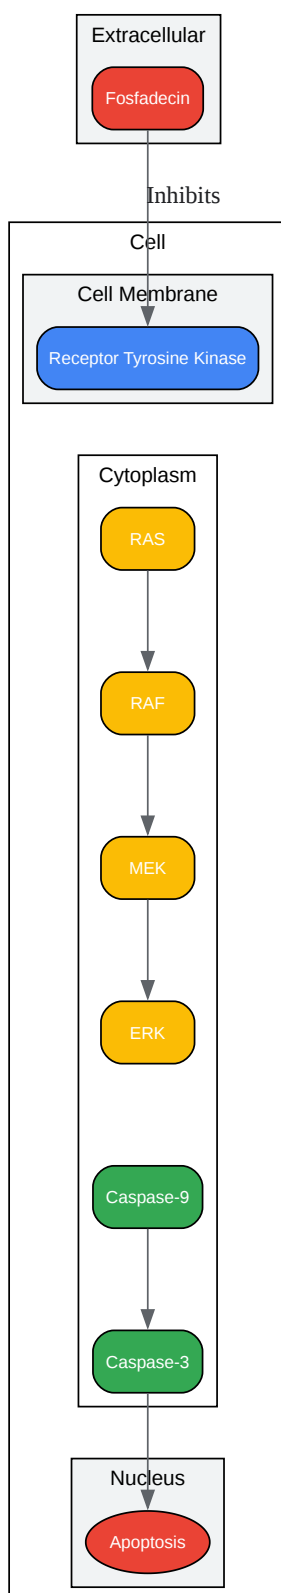 Extracellular
Fosfadecin
Inhibits
Cell
Cell Membrane
Receptor Tyrosine Kinase
Cytoplasm
RAS
RAF
MEK
ERK
Caspase-9
Caspase-3
Nucleus
Apoptosis